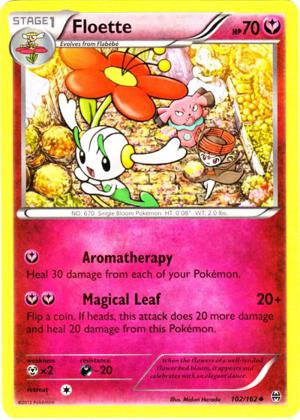 STAGE1
Floette
HP70
Evolves from Flabébé
NO. 670 Single Bloom Pokémon HT: 0'08" WT: 2.0 lbs.
Aromatherapy
Heal 30 damage from each of your Pokémon.
Magical Leaf 20+
Flip a coin. If heads, this attack does 20 more damage
and heal 20 damage from this Pokémon.
weakness
×2
resistance
-20
retreat
When the flowers of a well-tended
flower bed bloom, it appears and
celebrates with an elegant dance.
Illus. Midori Harada
102/162
©2015 Pokémon